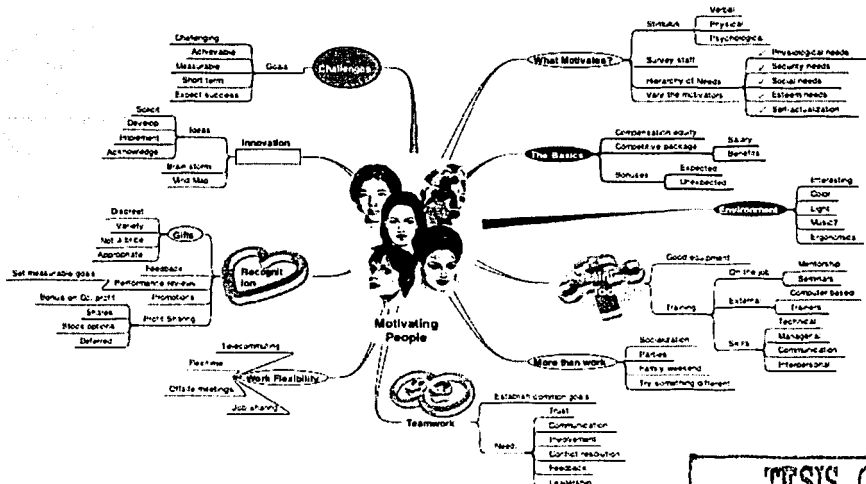 Challenges
Goals
Challenging
Achievable
Measurable
Short term
Expect success
Innovation
Ideas
Solicit
Develop
Implement
Acknowledge
Brain storm
Mind Map
Recognit
ion
Gifts
Discreet
Variety
Not a bribe
Appropriate
Feedback
Set measurable goals
Performance reviews
Promotions
Profit Sharing
Bonus on Co. profit
Shares
Stock options
Deferred
Work Flexibility
Telecommuting
Flextime
Offsite meetings
Job sharing
Motivating
People
Teamwork
Establish common goals
Need:
Trust
Communication
Involvement
Conflict resolution
Feedback
Leadership
What Motivates?
Stimulus
Verbal
Physical
Psychological
Survey staff
Hierarchy of Needs
Vary the motivators
Physiological needs
Security needs
Social needs
Esteem needs
Self-actualization
The Basics
Compensation equity
Competitive package
Salary
Benefits
Bonuses
Expected
Unexpected
Environment
Interesting
Color
Light
Music?
Ergonomics
Good equipment
Training
On the job
Mentorship
Seminars
External
Computer based
Trainers
Skills
Technical
Managerial
Communication
Interpersonal
More than work
Socialization
Parties
Family weekend
Try something different
TESIS